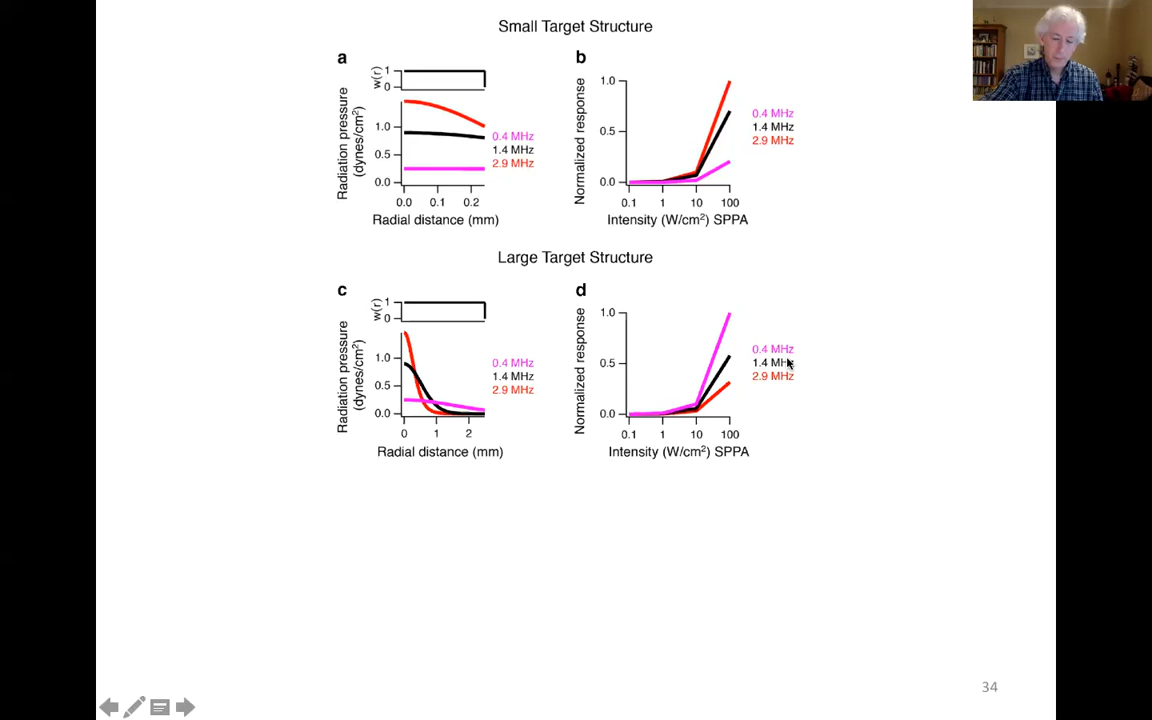 Small Target Structure
a
w(r)
1
0
Radiation pressure
(dynes/cm²)
1.0
0.5
0.0
0.0 0.1 0.2
Radial distance (mm)
0.4 MHz
1.4 MHz
2.9 MHz
b
Normalized response
1.0
0.5
0.0
0.1 1 10 100
Intensity (W/cm²) SPPA
0.4 MHz
1.4 MHz
2.9 MHz
Large Target Structure
c
w(r)
1
0
Radiation pressure
(dynes/cm²)
1.0
0.5
0.0
0 1 2
Radial distance (mm)
0.4 MHz
1.4 MHz
2.9 MHz
d
Normalized response
1.0
0.5
0.0
0.1 1 10 100
Intensity (W/cm²) SPPA
0.4 MHz
1.4 MHz
2.9 MHz
34